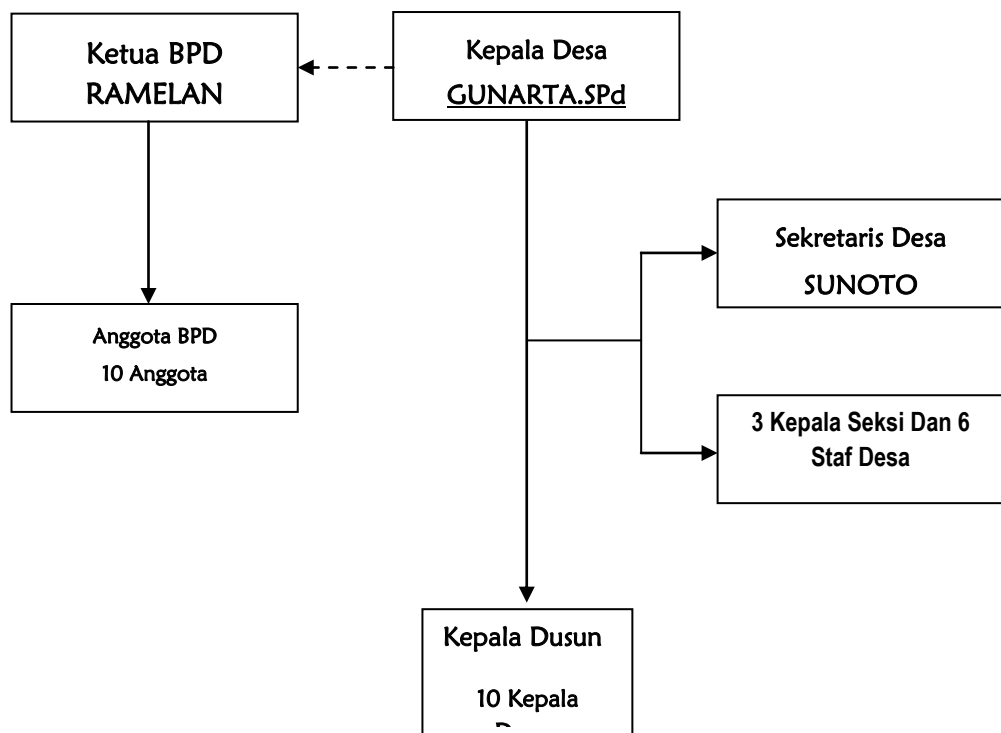 Ketua BPD
RAMELAN
Kepala Desa
GUNARTA.SPd
Sekretaris Desa
SUNOTO
Anggota BPD
10 Anggota
3 Kepala Seksi Dan 6
Staf Desa
Kepala Dusun
10 Kepala